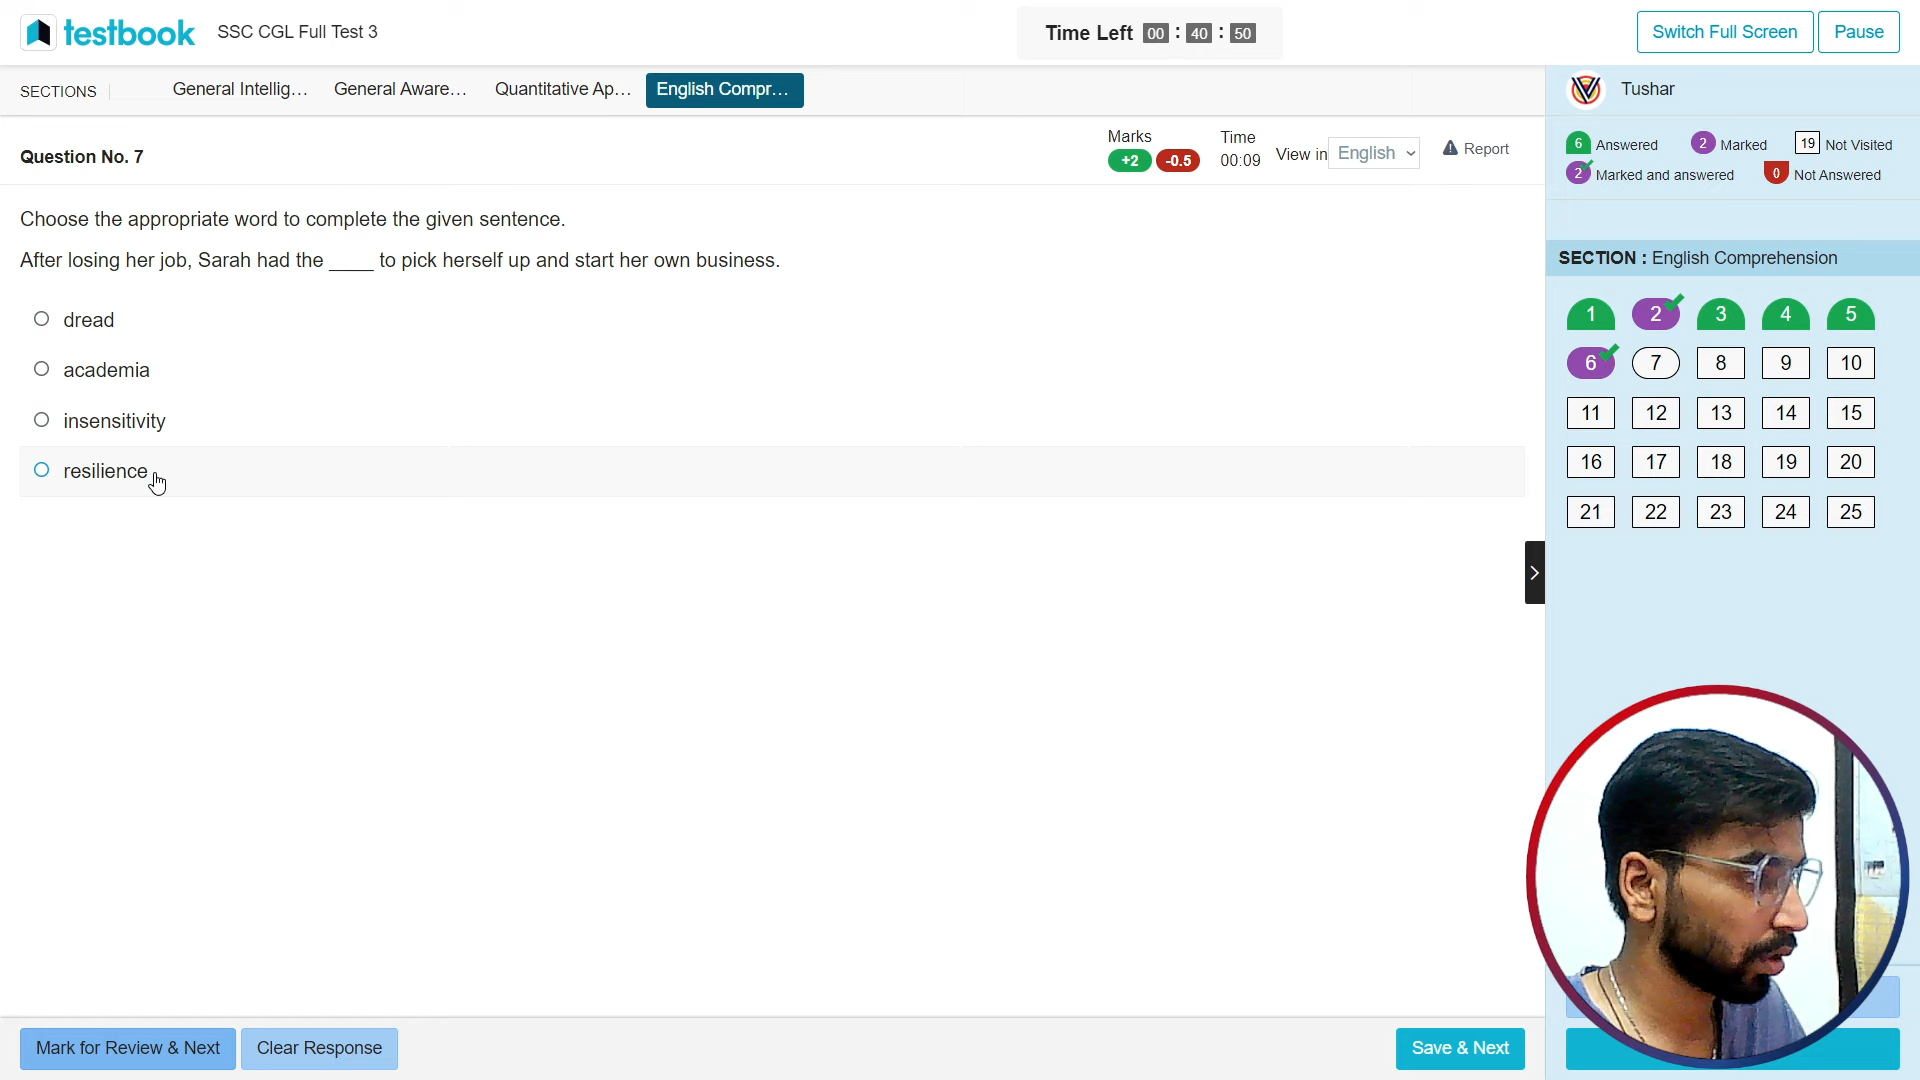 testbook
SSC CGL Full Test 3
Time Left 00 : 40 : 50
Switch Full Screen
Pause
SECTIONS
General Intellig...
General Aware...
Quantitative Ap...
English Compr...
Tushar
Question No. 7
Marks
+2 -0.5
Time
00:09
View in English
Report
6 Answered
2 Marked
19 Not Visited
2 Marked and answered
0 Not Answered
Choose the appropriate word to complete the given sentence.
After losing her job, Sarah had the ____ to pick herself up and start her own business.
dread
academia
insensitivity
resilience
SECTION : English Comprehension
1 2 3 4 5
6 7 8 9 10
11 12 13 14 15
16 17 18 19 20
21 22 23 24 25
Mark for Review & Next
Clear Response
Save & Next